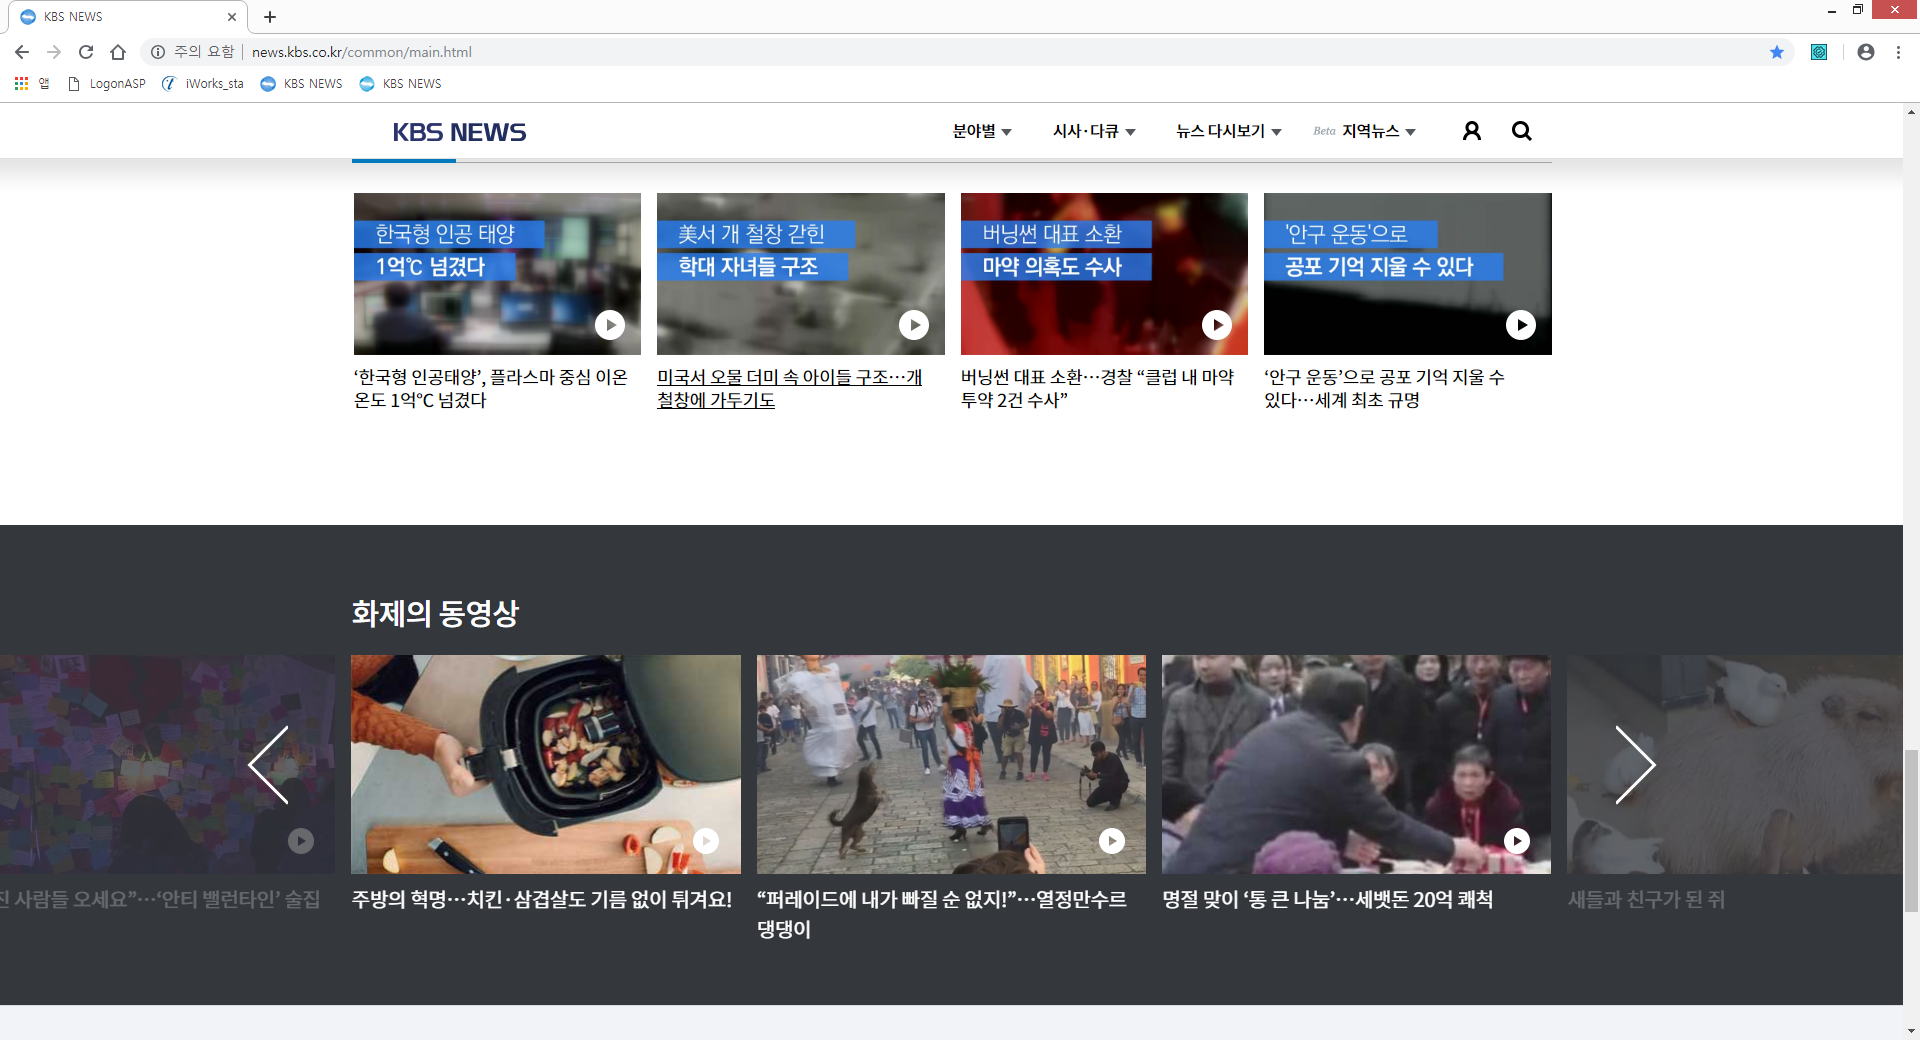 KBS NEWS
주의 요함 | news.kbs.co.kr/common/main.html
앱 LogonASP iWorks_sta KBS NEWS KBS NEWS
KBS NEWS 분야별 시사·다큐 뉴스 다시보기 Beta 지역뉴스
한국형 인공 태양
1억℃ 넘겼다
美서 개 철창 갇힌
학대 자녀들 구조
버닝썬 대표 소환
마약 의혹도 수사
'안구 운동'으로
공포 기억 지울 수 있다
‘한국형 인공태양’, 플라스마 중심 이온
온도 1억℃ 넘겼다
미국서 오물 더미 속 아이들 구조…개
철창에 가두기도
버닝썬 대표 소환…경찰 “클럽 내 마약
투약 2건 수사”
‘안구 운동’으로 공포 기억 지울 수
있다…세계 최초 규명
화제의 동영상
진 사람들 오세요”…‘안티 밸런타인’ 술집
주방의 혁명…치킨·삼겹살도 기름 없이 튀겨요!
“퍼레이드에 내가 빠질 순 없지!”…열정만수르
댕댕이
명절 맞이 ‘통 큰 나눔’…세뱃돈 20억 쾌척
새들과 친구가 된 쥐